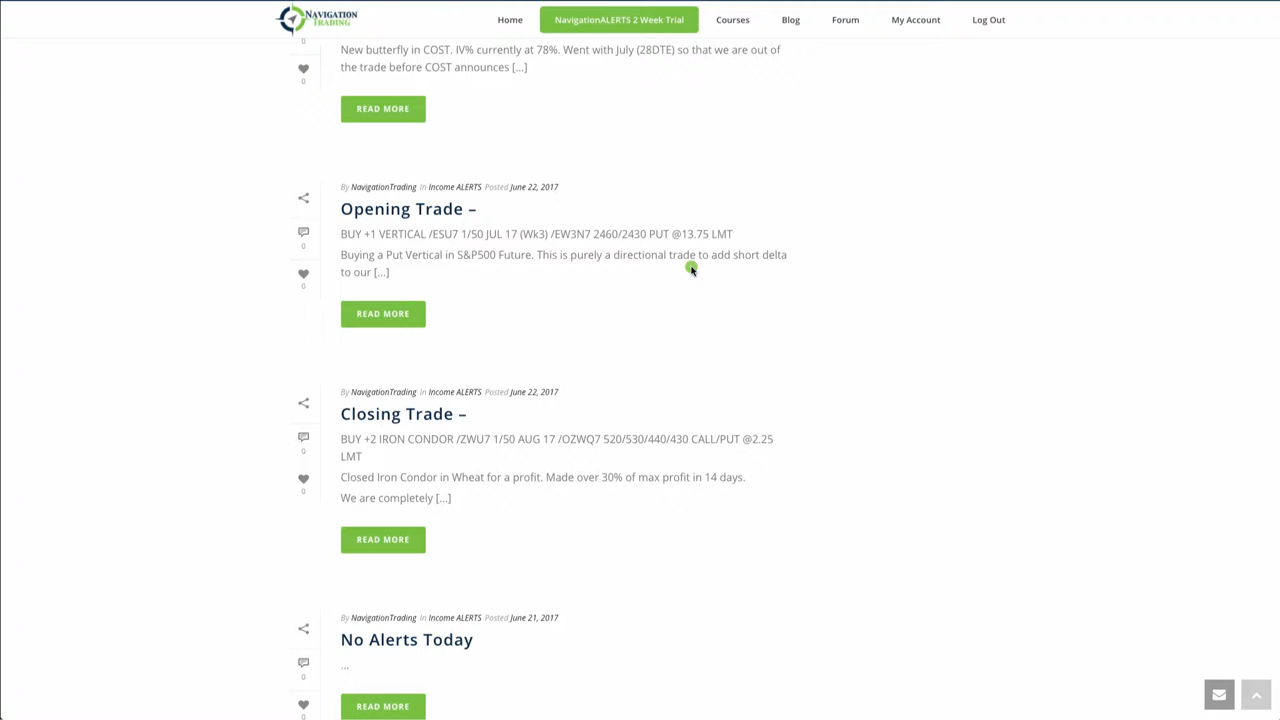 NAVIGATION
TRADING
Home
NavigationALERTS 2 Week Trial
Courses
Blog
Forum
My Account
Log Out
0
New butterfly in COST. IV% currently at 78%. Went with July (28DTE) so that we are out of
the trade before COST announces [...]
0
READ MORE
By NavigationTrading In Income ALERTS Posted June 22, 2017
Opening Trade –
BUY +1 VERTICAL /ESU7 1/50 JUL 17 (Wk3) /EW3N7 2460/2430 PUT @13.75 LMT
0
Buying a Put Vertical in S&P500 Future. This is purely a directional trade to add short delta
to our [...]
0
READ MORE
By NavigationTrading In Income ALERTS Posted June 22, 2017
Closing Trade –
BUY +2 IRON CONDOR /ZWU7 1/50 AUG 17 /OZWQ7 520/530/440/430 CALL/PUT @2.25
LMT
0
Closed Iron Condor in Wheat for a profit. Made over 30% of max profit in 14 days.
0
We are completely [...]
READ MORE
By NavigationTrading In Income ALERTS Posted June 21, 2017
No Alerts Today
...
0
READ MORE
0